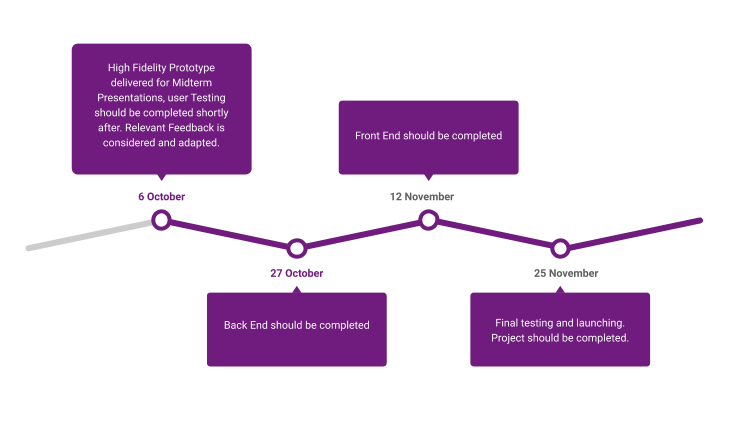 High Fidelity Prototype
delivered for Midterm
Presentations, user Testing
should be completed shortly
after. Relevant Feedback is
considered and adapted.
6 October
27 October
Back End should be completed
Front End should be completed
12 November
25 November
Final testing and launching.
Project should be completed.